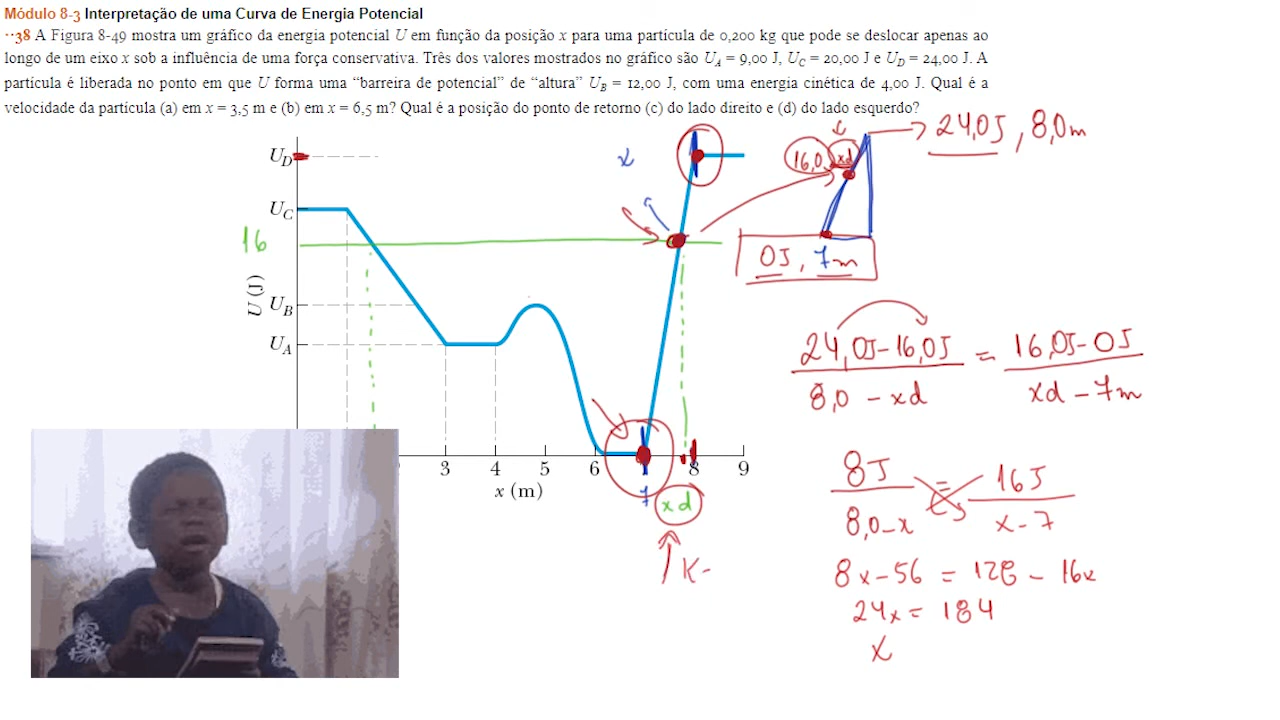 Módulo 8-3 Interpretação de uma Curva de Energia Potencial
··38 A Figura 8-49 mostra um gráfico da energia potencial U em função da posição x para uma partícula de 0,200 kg que pode se deslocar apenas ao
longo de um eixo x sob a influência de uma força conservativa. Três dos valores mostrados no gráfico são U_A = 9,00 J, U_C = 20,00 J e U_D = 24,00 J. A
partícula é liberada no ponto em que U forma uma “barreira de potencial” de “altura” U_B = 12,00 J, com uma energia cinética de 4,00 J. Qual é a
velocidade da partícula (a) em x = 3,5 m e (b) em x = 6,5 m? Qual é a posição do ponto de retorno (c) do lado direito e (d) do lado esquerdo?
24,0J, 8,0m
U_D
x
16,0, xd
U_C
16
0J, 7m
U (J)
U_B
U_A
24,0J-16,0J = 16,0J-0J
8,0 - xd xd - 7m
3 4 5 6 8 9
x (m)
7 xd
8J = 16J
8,0-x x-7
K-
8x-56 = 128 - 16x
24x = 184
x